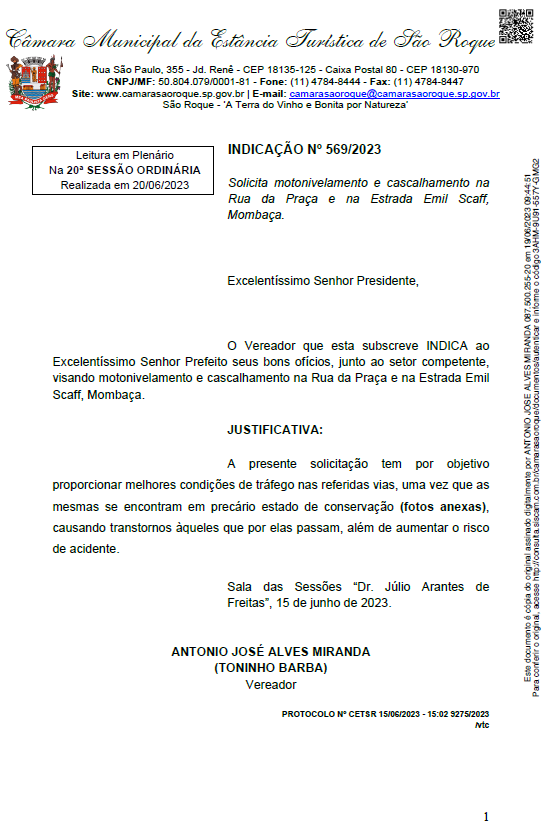 Câmara Municipal da Estância Turística de São Roque
Rua São Paulo, 355 - Jd. Renê - CEP 18135-125 - Caixa Postal 80 - CEP 18130-970
CNPJ/MF: 50.804.079/0001-81 - Fone: (11) 4784-8444 - Fax: (11) 4784-8447
Site: www.camarasaoroque.sp.gov.br | E-mail: camarasaoroque@camarasaoroque.sp.gov.br
São Roque - 'A Terra do Vinho e Bonita por Natureza'
Leitura em Plenário
Na 20ª SESSÃO ORDINÁRIA
Realizada em 20/06/2023
INDICAÇÃO Nº 569/2023
Solicita motonivelamento e cascalhamento na
Rua da Praça e na Estrada Emil Scaff,
Mombaça.
Excelentíssimo Senhor Presidente,
O Vereador que esta subscreve INDICA ao
Excelentíssimo Senhor Prefeito seus bons ofícios, junto ao setor competente,
visando motonivelamento e cascalhamento na Rua da Praça e na Estrada Emil
Scaff, Mombaça.
JUSTIFICATIVA:
A presente solicitação tem por objetivo
proporcionar melhores condições de tráfego nas referidas vias, uma vez que as
mesmas se encontram em precário estado de conservação (fotos anexas),
causando transtornos àqueles que por elas passam, além de aumentar o risco
de acidente.
Sala das Sessões “Dr. Júlio Arantes de
Freitas”, 15 de junho de 2023.
ANTONIO JOSÉ ALVES MIRANDA
(TONINHO BARBA)
Vereador
PROTOCOLO Nº CETSR 15/06/2023 - 15:02 9275/2023
/vtc
1
Este documento é cópia do original assinado digitalmente por ANTONIO JOSE ALVES MIRANDA 087.500.255-20 em 19/06/2023 09:44:51
Para conferir o original, acesse http://consulta.siscam.com.br/camarasaoroque/documentos/autenticar e informe o código 3AHM-9U91-557Y-GMG2